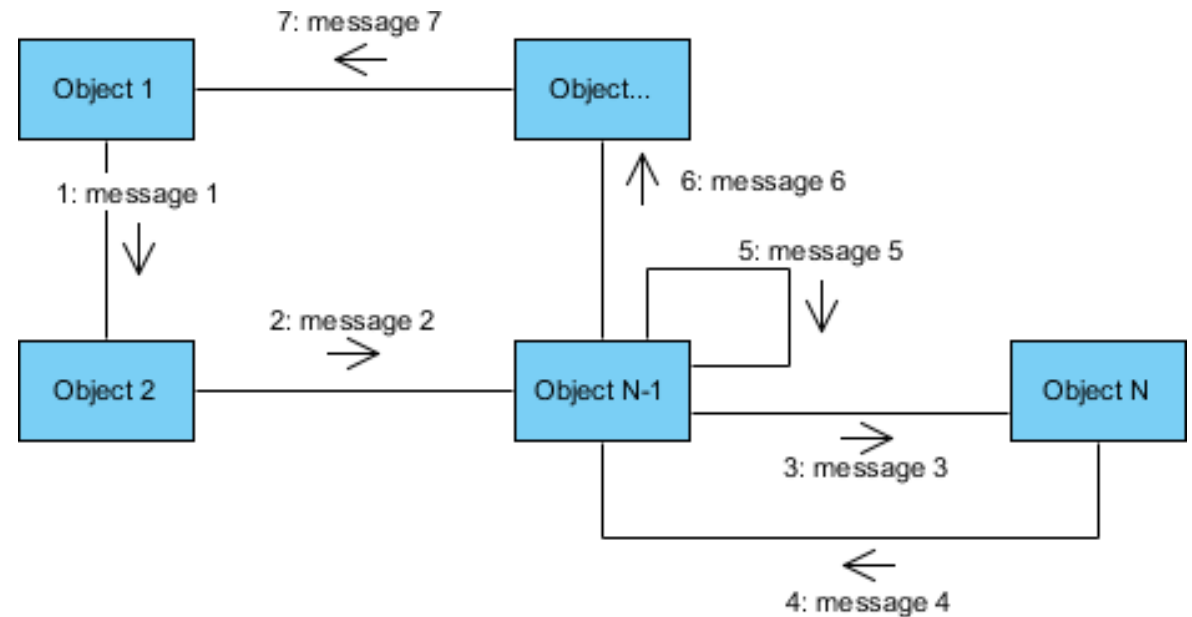 7: message 7
Object 1
Object...
1: message 1
6: message 6
5: message 5
2: message 2
Object 2
Object N-1
Object N
3: message 3
4: message 4